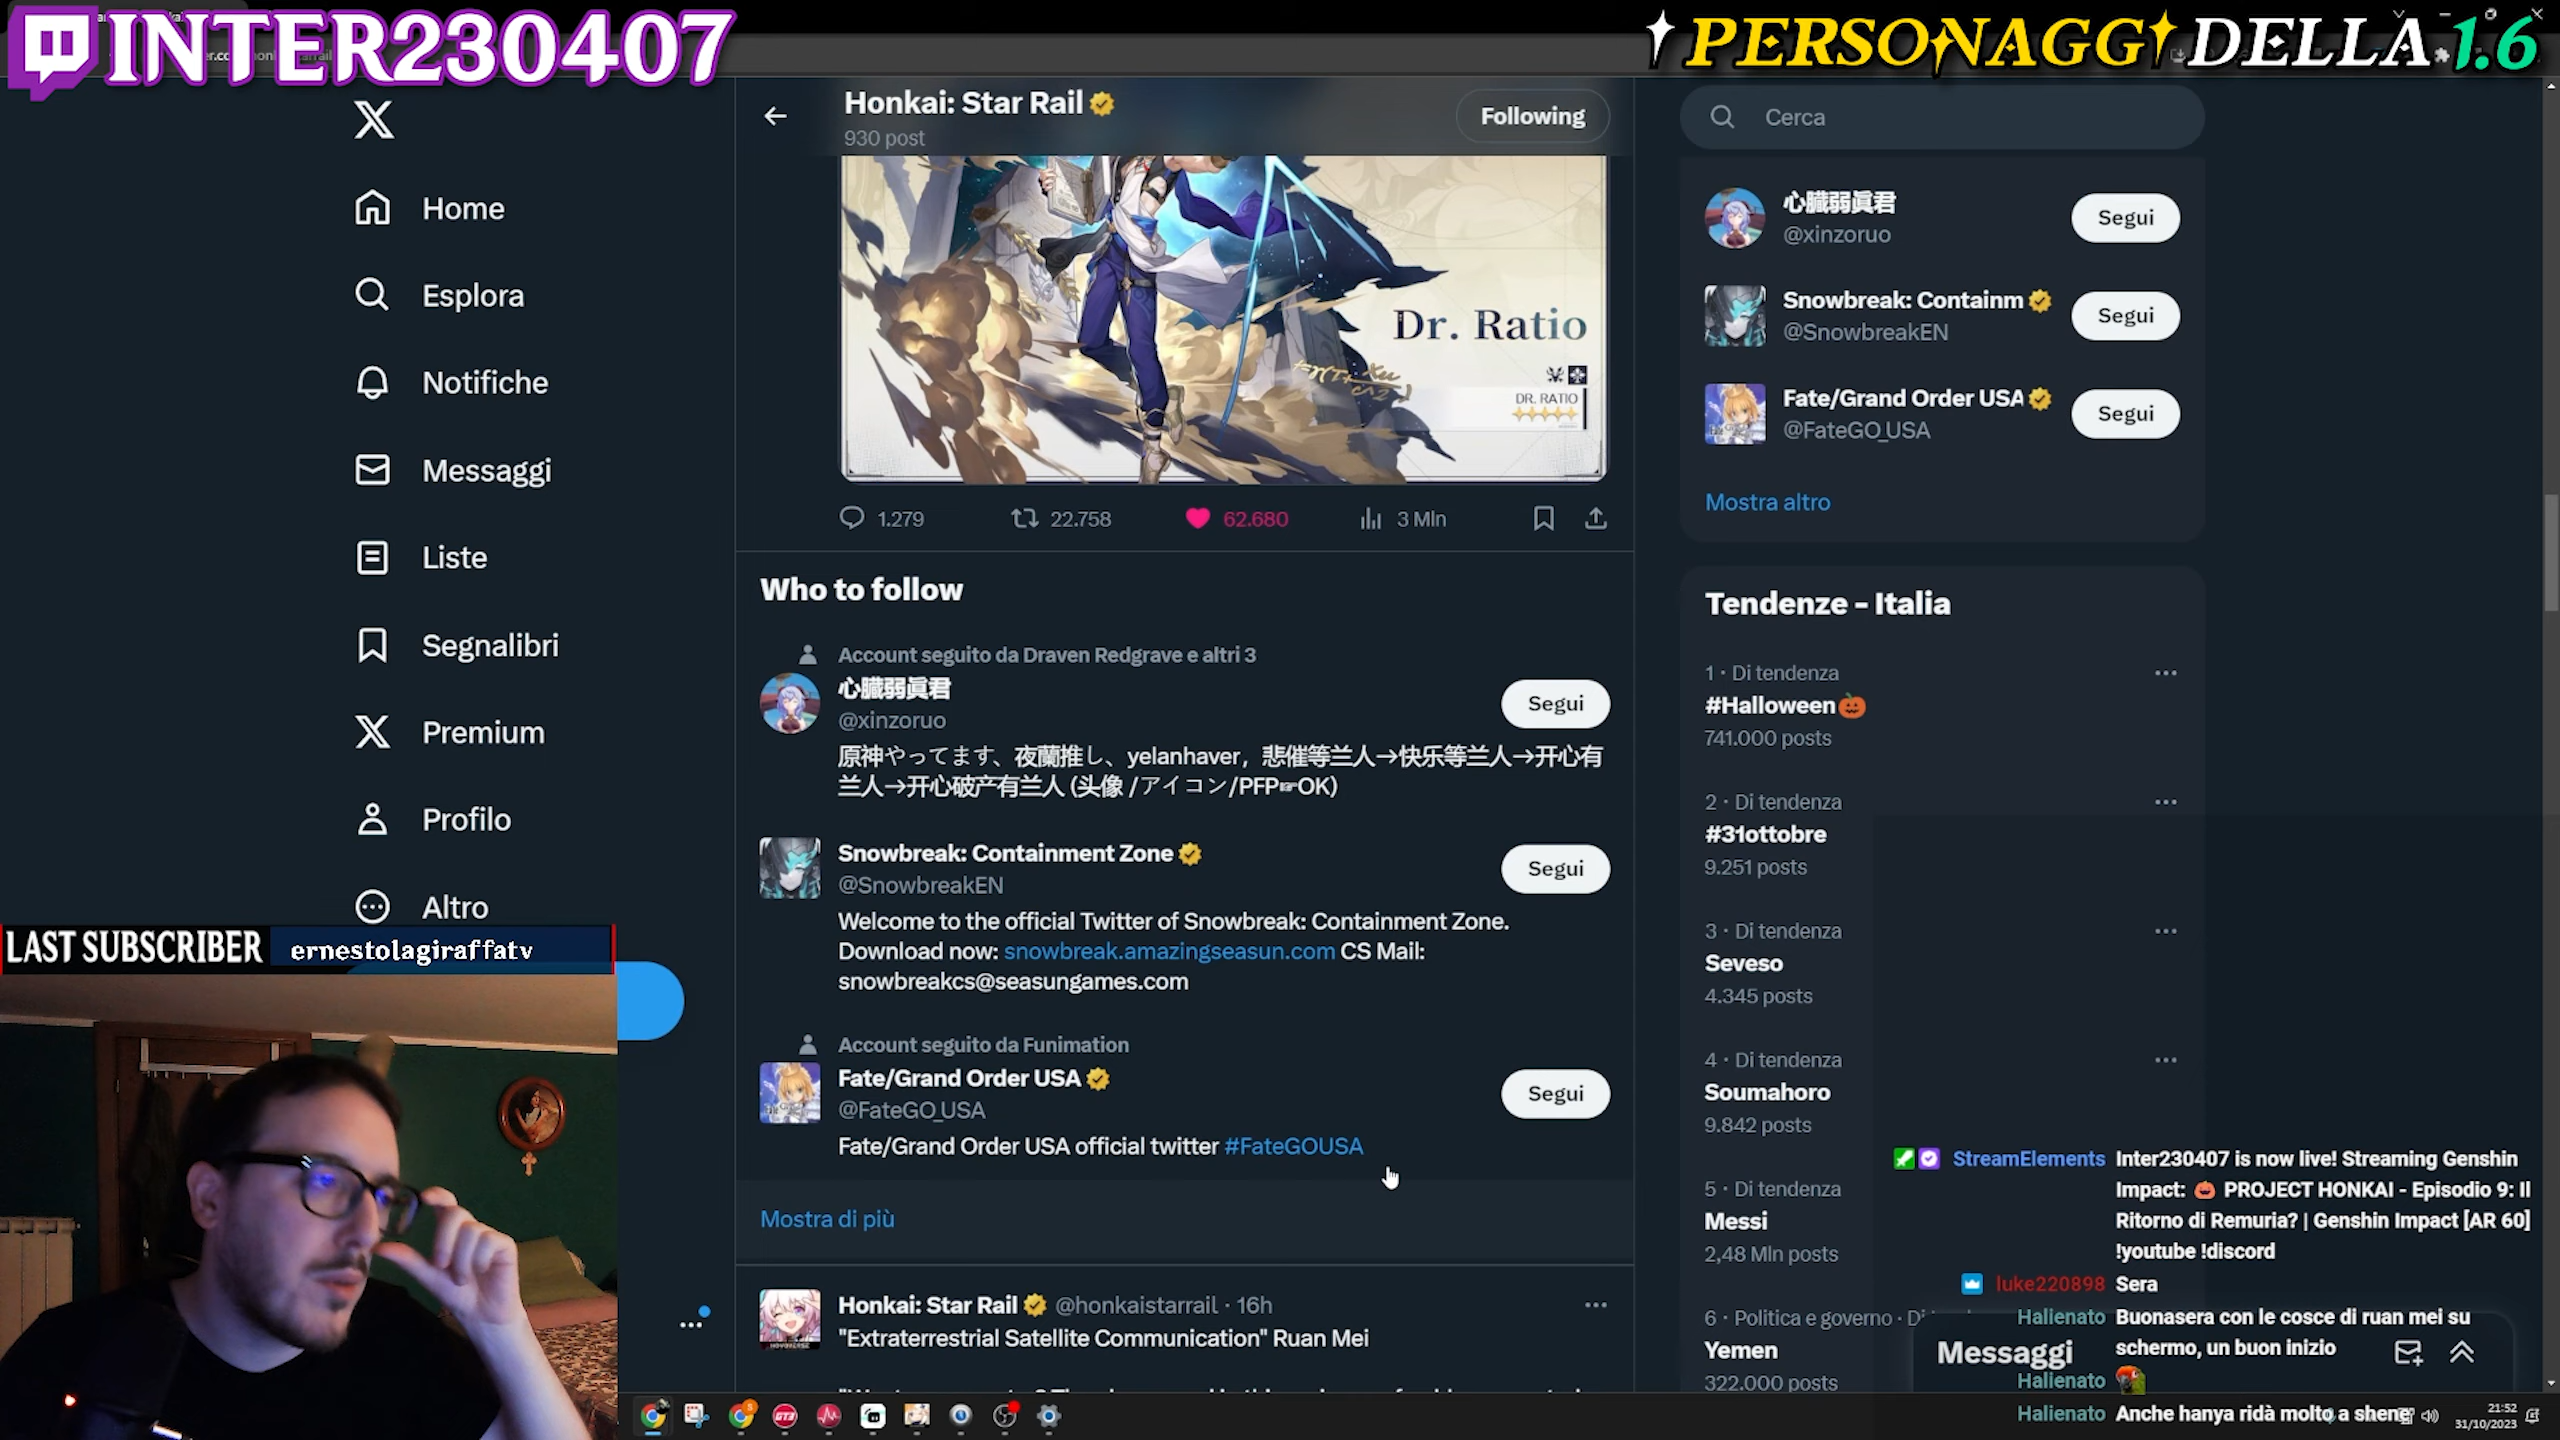 INTER230407
PERSONAGGI DELLA 1.6
Honkai: Star Rail
930 post
Following
Cerca
Home
Esplora
Notifiche
Messaggi
Liste
Segnalibri
Premium
Profilo
Altro
LAST SUBSCRIBER ernestolagiraffatv
Dr. Ratio
DR. RATIO
1.279
22.758
62.680
3 Mln
Who to follow
Account seguito da Draven Redgrave e altri 3
心臓弱眞君
@xinzoruo
Segui
原神やってます、夜蘭推し、yelanhaver，悲催等兰人→快乐等兰人→开心有
兰人→开心破产有兰人 (头像 /アイコン/PFP☞OK)
Snowbreak: Containment Zone
@SnowbreakEN
Segui
Welcome to the official Twitter of Snowbreak: Containment Zone.
Download now: snowbreak.amazingseasun.com CS Mail:
snowbreakcs@seasungames.com
Account seguito da Funimation
Fate/Grand Order USA
@FateGO_USA
Segui
Fate/Grand Order USA official twitter #FateGOUSA
Mostra di più
Honkai: Star Rail @honkaistarrail · 16h
"Extraterrestrial Satellite Communication" Ruan Mei
心臓弱眞君
@xinzoruo
Segui
Snowbreak: Containm
@SnowbreakEN
Segui
Fate/Grand Order USA
@FateGO_USA
Segui
Mostra altro
Tendenze - Italia
1 · Di tendenza
#Halloween🎃
741.000 posts
2 · Di tendenza
#31ottobre
9.251 posts
3 · Di tendenza
Seveso
4.345 posts
4 · Di tendenza
Soumahoro
9.842 posts
5 · Di tendenza
Messi
2,48 Mln posts
6 · Politica e governo
Yemen
322.000 posts
Messaggi
StreamElements Inter230407 is now live! Streaming Genshin
Impact: 🎃 PROJECT HONKAI - Episodio 9: Il
Ritorno di Remuria? | Genshin Impact [AR 60]
!youtube !discord
luke220898 Sera
Halienato Buonasera con le cosce di ruan mei su
schermo, un buon inizio
Halienato
Halienato Anche hanya ridà molto a shene
21:52
31/10/2023